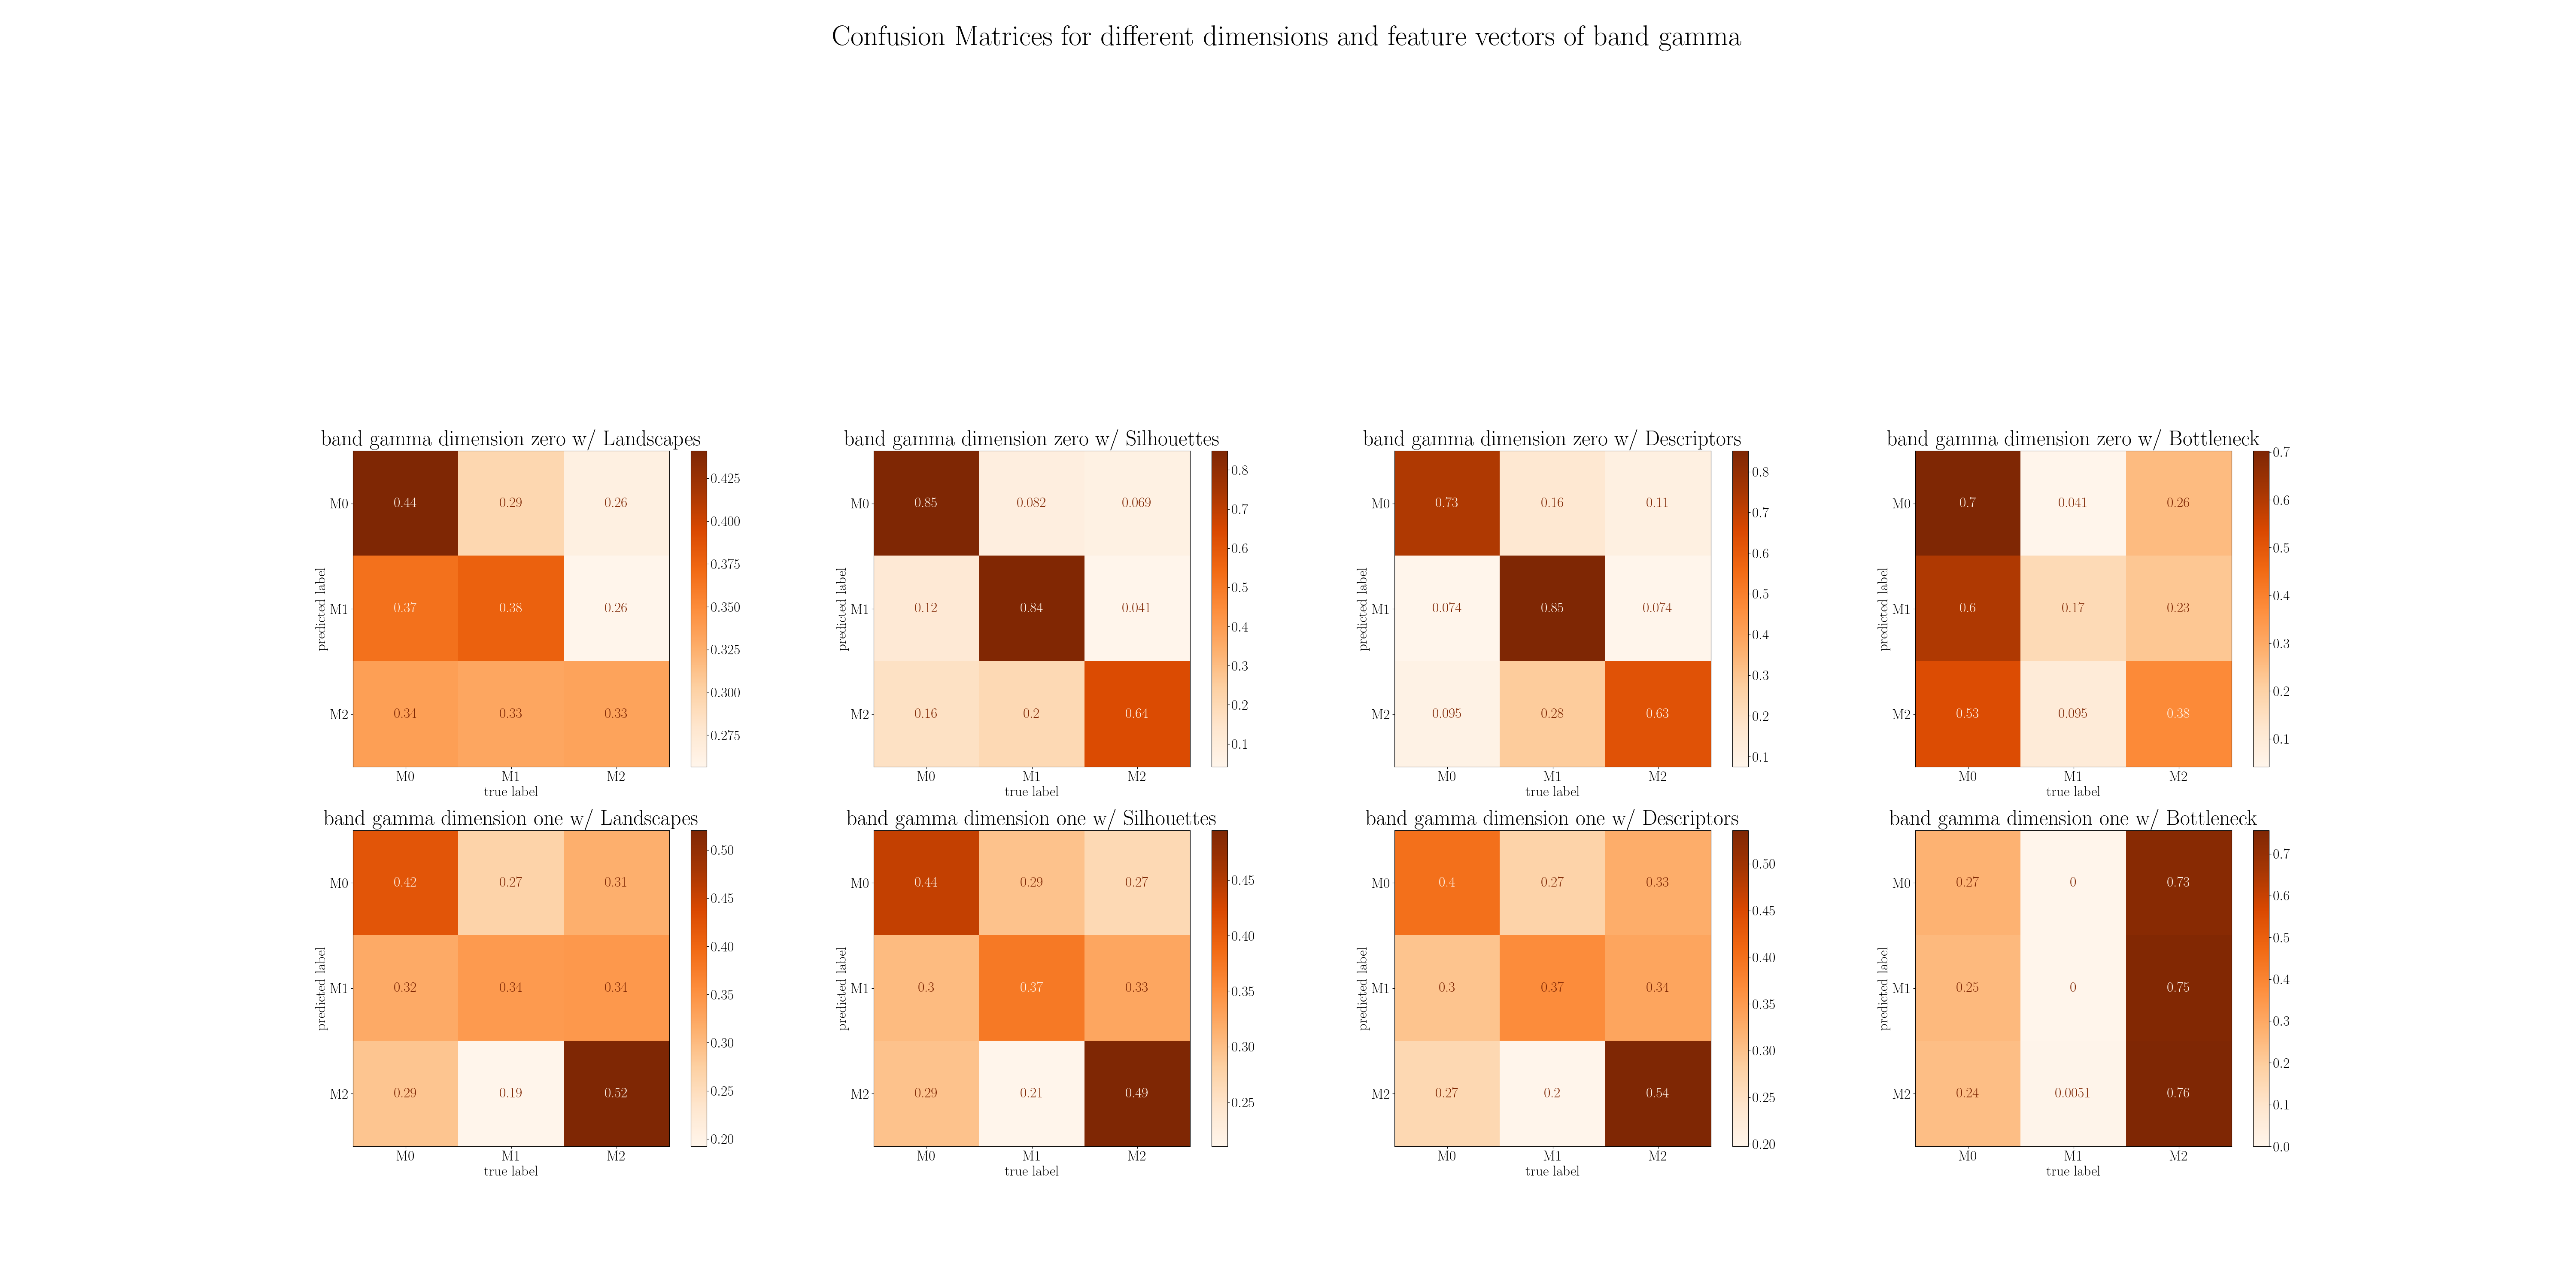 Confusion Matrices for different dimensions and feature vectors of band gamma
band gamma dimension zero w/ Landscapes
M0 0.44 0.29 0.26
M1 0.37 0.38 0.26
M2 0.34 0.33 0.33
M0 M1 M2
true label
predicted label
0.425
0.400
0.375
0.350
0.325
0.300
0.275
band gamma dimension zero w/ Silhouettes
M0 0.85 0.082 0.069
M1 0.12 0.84 0.041
M2 0.16 0.2 0.64
M0 M1 M2
true label
predicted label
0.8
0.7
0.6
0.5
0.4
0.3
0.2
0.1
band gamma dimension zero w/ Descriptors
M0 0.73 0.16 0.11
M1 0.074 0.85 0.074
M2 0.095 0.28 0.63
M0 M1 M2
true label
predicted label
0.8
0.7
0.6
0.5
0.4
0.3
0.2
0.1
band gamma dimension zero w/ Bottleneck
M0 0.7 0.041 0.26
M1 0.6 0.17 0.23
M2 0.53 0.095 0.38
M0 M1 M2
true label
predicted label
0.7
0.6
0.5
0.4
0.3
0.2
0.1
band gamma dimension one w/ Landscapes
M0 0.42 0.27 0.31
M1 0.32 0.34 0.34
M2 0.29 0.19 0.52
M0 M1 M2
true label
predicted label
0.50
0.45
0.40
0.35
0.30
0.25
0.20
band gamma dimension one w/ Silhouettes
M0 0.44 0.29 0.27
M1 0.3 0.37 0.33
M2 0.29 0.21 0.49
M0 M1 M2
true label
predicted label
0.45
0.40
0.35
0.30
0.25
band gamma dimension one w/ Descriptors
M0 0.4 0.27 0.33
M1 0.3 0.37 0.34
M2 0.27 0.2 0.54
M0 M1 M2
true label
predicted label
0.50
0.45
0.40
0.35
0.30
0.25
0.20
band gamma dimension one w/ Bottleneck
M0 0.27 0 0.73
M1 0.25 0 0.75
M2 0.24 0.0051 0.76
M0 M1 M2
true label
predicted label
0.7
0.6
0.5
0.4
0.3
0.2
0.1
0.0